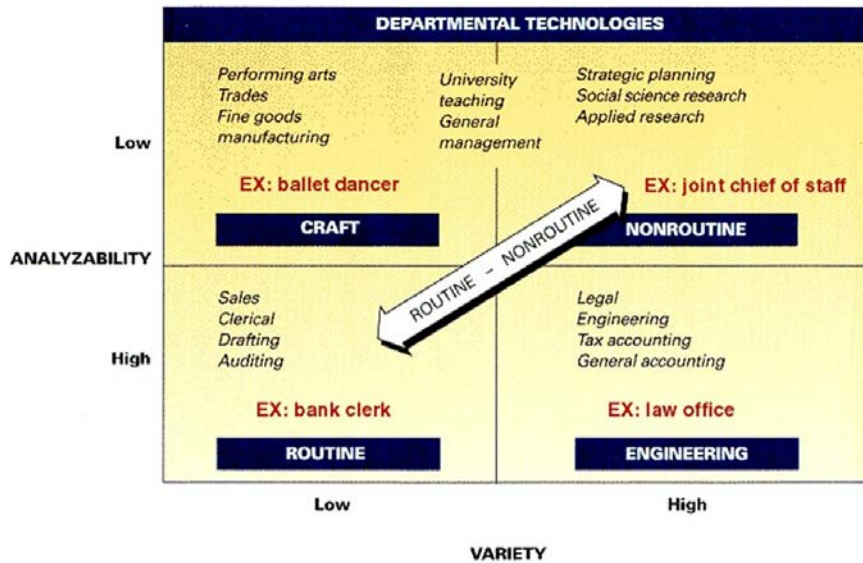 DEPARTMENTAL TECHNOLOGIES
Performing arts
Trades
Fine goods
manufacturing
University
teaching
General
management
Strategic planning
Social science research
Applied research
Low
EX: ballet dancer
EX: joint chief of staff
CRAFT
NONROUTINE
ANALYZABILITY
ROUTINE – NONROUTINE
Sales
Clerical
Drafting
Auditing
Legal
Engineering
Tax accounting
General accounting
High
EX: bank clerk
EX: law office
ROUTINE
ENGINEERING
Low
High
VARIETY